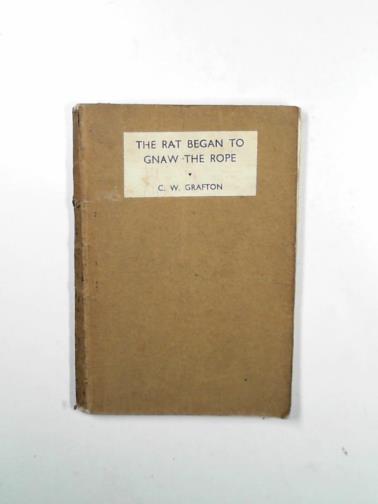 THE RAT BEGAN TO
GNAW THE ROPE
C. W. GRAFTON